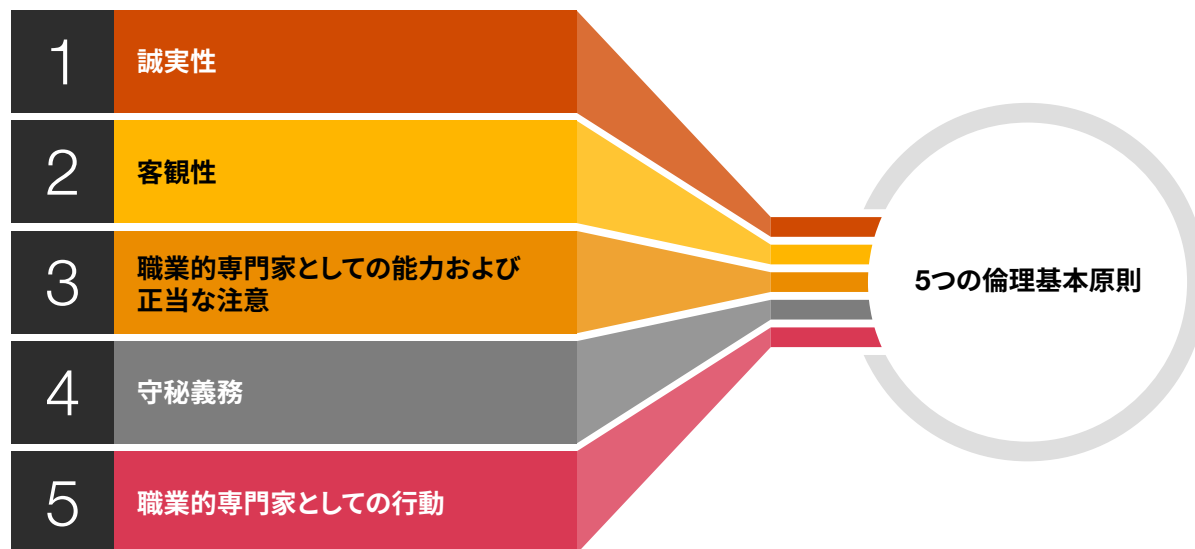 1
誠実性
2
客観性
3
職業的専門家としての能力および
正当な注意
4
守秘義務
5
職業的専門家としての行動
5つの倫理基本原則